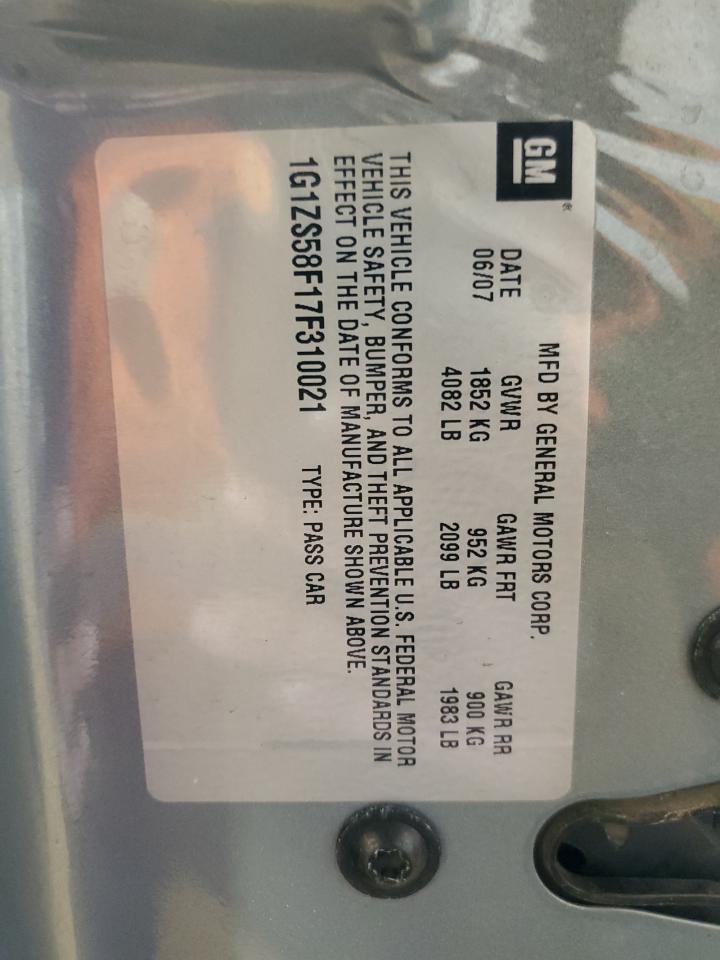 GM
MFD BY GENERAL MOTORS CORP.
DATE GVWR GAWR FRT GAWR RR
06/07 1852 KG 952 KG 900 KG
4082 LB 2099 LB 1983 LB
THIS VEHICLE CONFORMS TO ALL APPLICABLE U.S. FEDERAL MOTOR
VEHICLE SAFETY, BUMPER, AND THEFT PREVENTION STANDARDS IN
EFFECT ON THE DATE OF MANUFACTURE SHOWN ABOVE.
1G1ZS58F17F310021 TYPE: PASS CAR